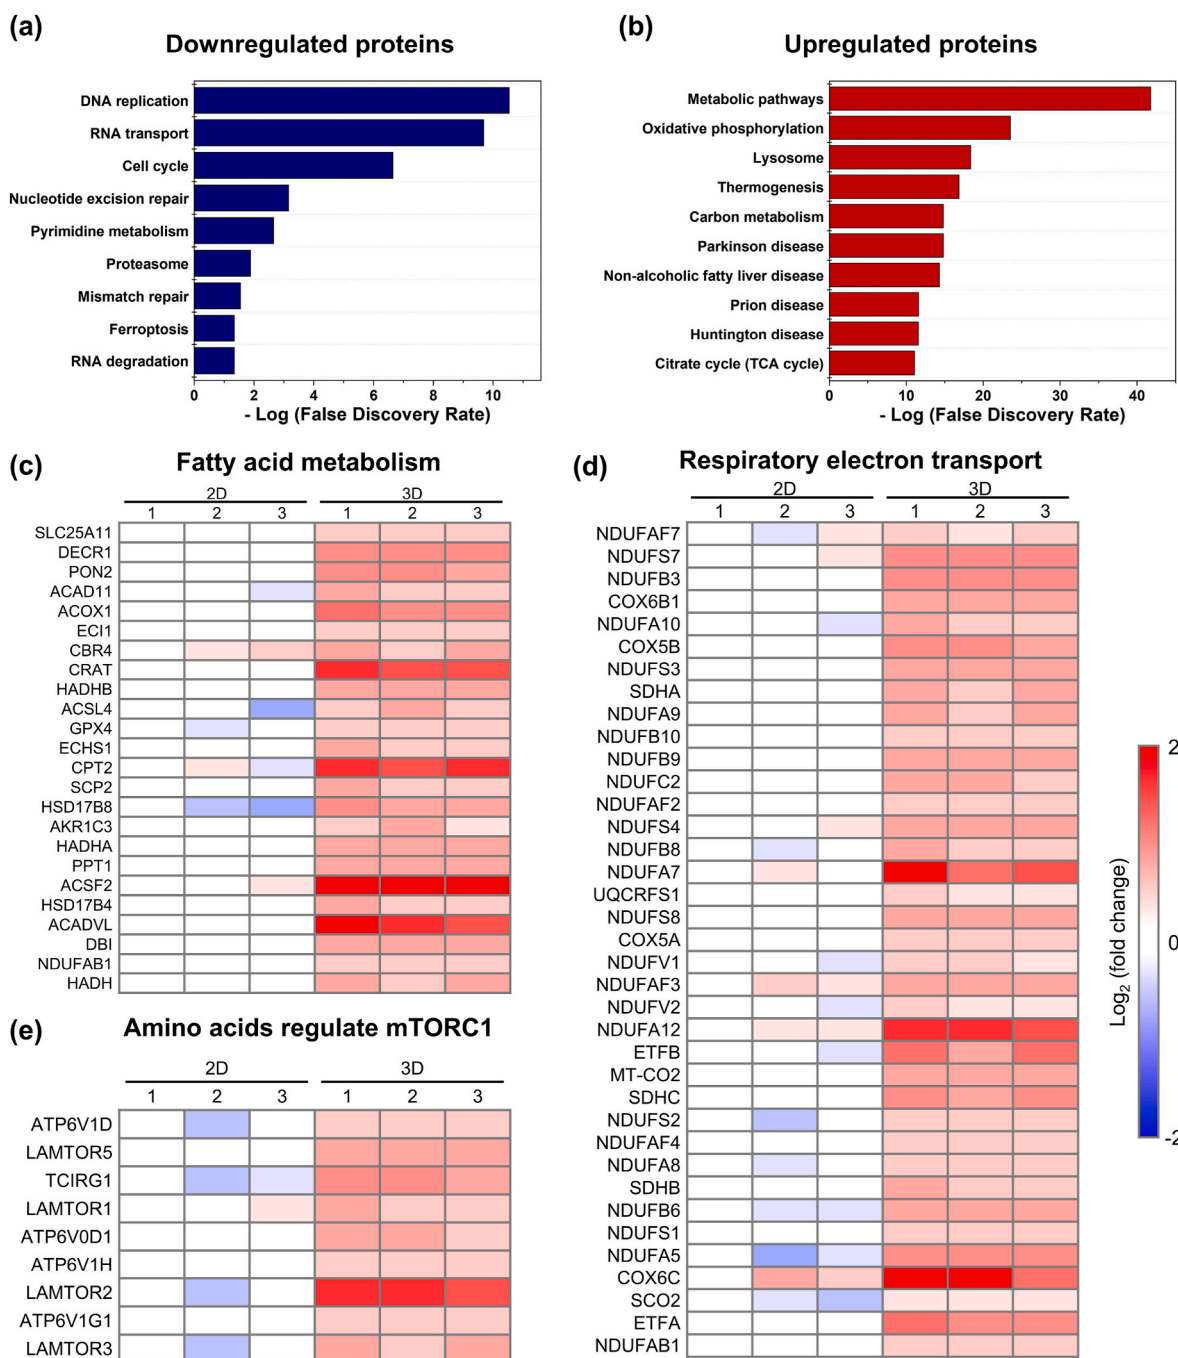 (a)
Downregulated proteins
DNA replication
RNA transport
Cell cycle
Nucleotide excision repair
Pyrimidine metabolism
Proteasome
Mismatch repair
Ferroptosis
RNA degradation
0 2 4 6 8 10
- Log (False Discovery Rate)
(b)
Upregulated proteins
Metabolic pathways
Oxidative phosphorylation
Lysosome
Thermogenesis
Carbon metabolism
Parkinson disease
Non-alcoholic fatty liver disease
Prion disease
Huntington disease
Citrate cycle (TCA cycle)
0 10 20 30 40
- Log (False Discovery Rate)
(c)
Fatty acid metabolism
2D 3D
1 2 3 1 2 3
SLC25A11
DECR1
PON2
ACAD11
ACOX1
ECI1
CBR4
CRAT
HADHB
ACSL4
GPX4
ECHS1
CPT2
SCP2
HSD17B8
AKR1C3
HADHA
PPT1
ACSF2
HSD17B4
ACADVL
DBI
NDUFAB1
HADH
(d)
Respiratory electron transport
2D 3D
1 2 3 1 2 3
NDUFAF7
NDUFS7
NDUFB3
COX6B1
NDUFA10
COX5B
NDUFS3
SDHA
NDUFA9
NDUFB10
NDUFB9
NDUFC2
NDUFAF2
NDUFS4
NDUFB8
NDUFA7
UQCRFS1
NDUFS8
COX5A
NDUFV1
NDUFAF3
NDUFV2
NDUFA12
ETFB
MT-CO2
SDHC
NDUFS2
NDUFAF4
NDUFA8
SDHB
NDUFB6
NDUFS1
NDUFA5
COX6C
SCO2
ETFA
NDUFAB1
2
0
-2
Log2 (fold change)
(e)
Amino acids regulate mTORC1
2D 3D
1 2 3 1 2 3
ATP6V1D
LAMTOR5
TCIRG1
LAMTOR1
ATP6V0D1
ATP6V1H
LAMTOR2
ATP6V1G1
LAMTOR3